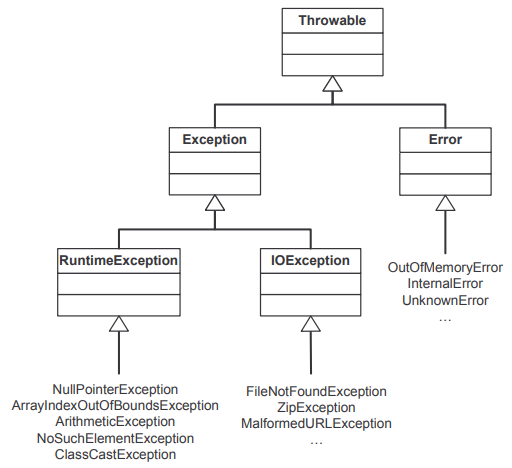 Throwable
Exception
Error
RuntimeException
IOException
OutOfMemoryError
InternalError
UnknownError
...
NullPointerException
ArrayIndexOutOfBoundsException
ArithmeticException
NoSuchElementException
ClassCastException
FileNotFoundException
ZipException
MalformedURLException
...